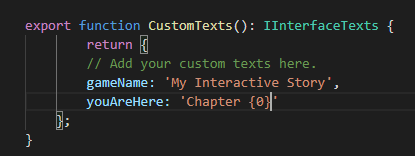 export function CustomTexts(): IInterfaceTexts {
return {
// Add your custom texts here.
gameName: 'My Interactive Story',
youAreHere: 'Chapter {0}'
};
}